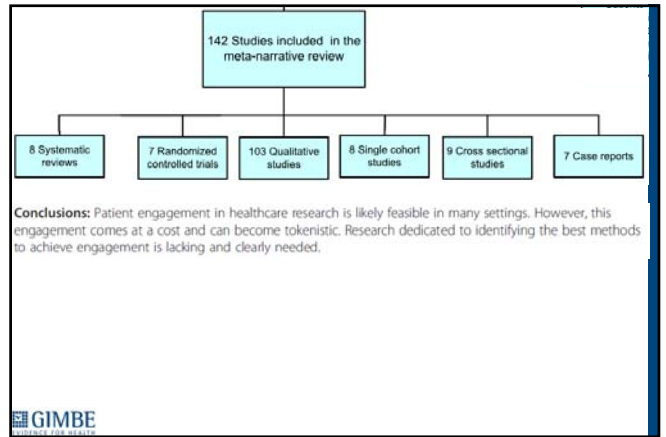 142 Studies included in the
meta-narrative review
8 Systematic
reviews
7 Randomized
controlled trials
103 Qualitative
studies
8 Single cohort
studies
9 Cross sectional
studies
7 Case reports
Conclusions: Patient engagement in healthcare research is likely feasible in many settings. However, this
engagement comes at a cost and can become tokenistic. Research dedicated to identifying the best methods
to achieve engagement is lacking and clearly needed.
GIMBE
EVIDENCE FOR HEALTH